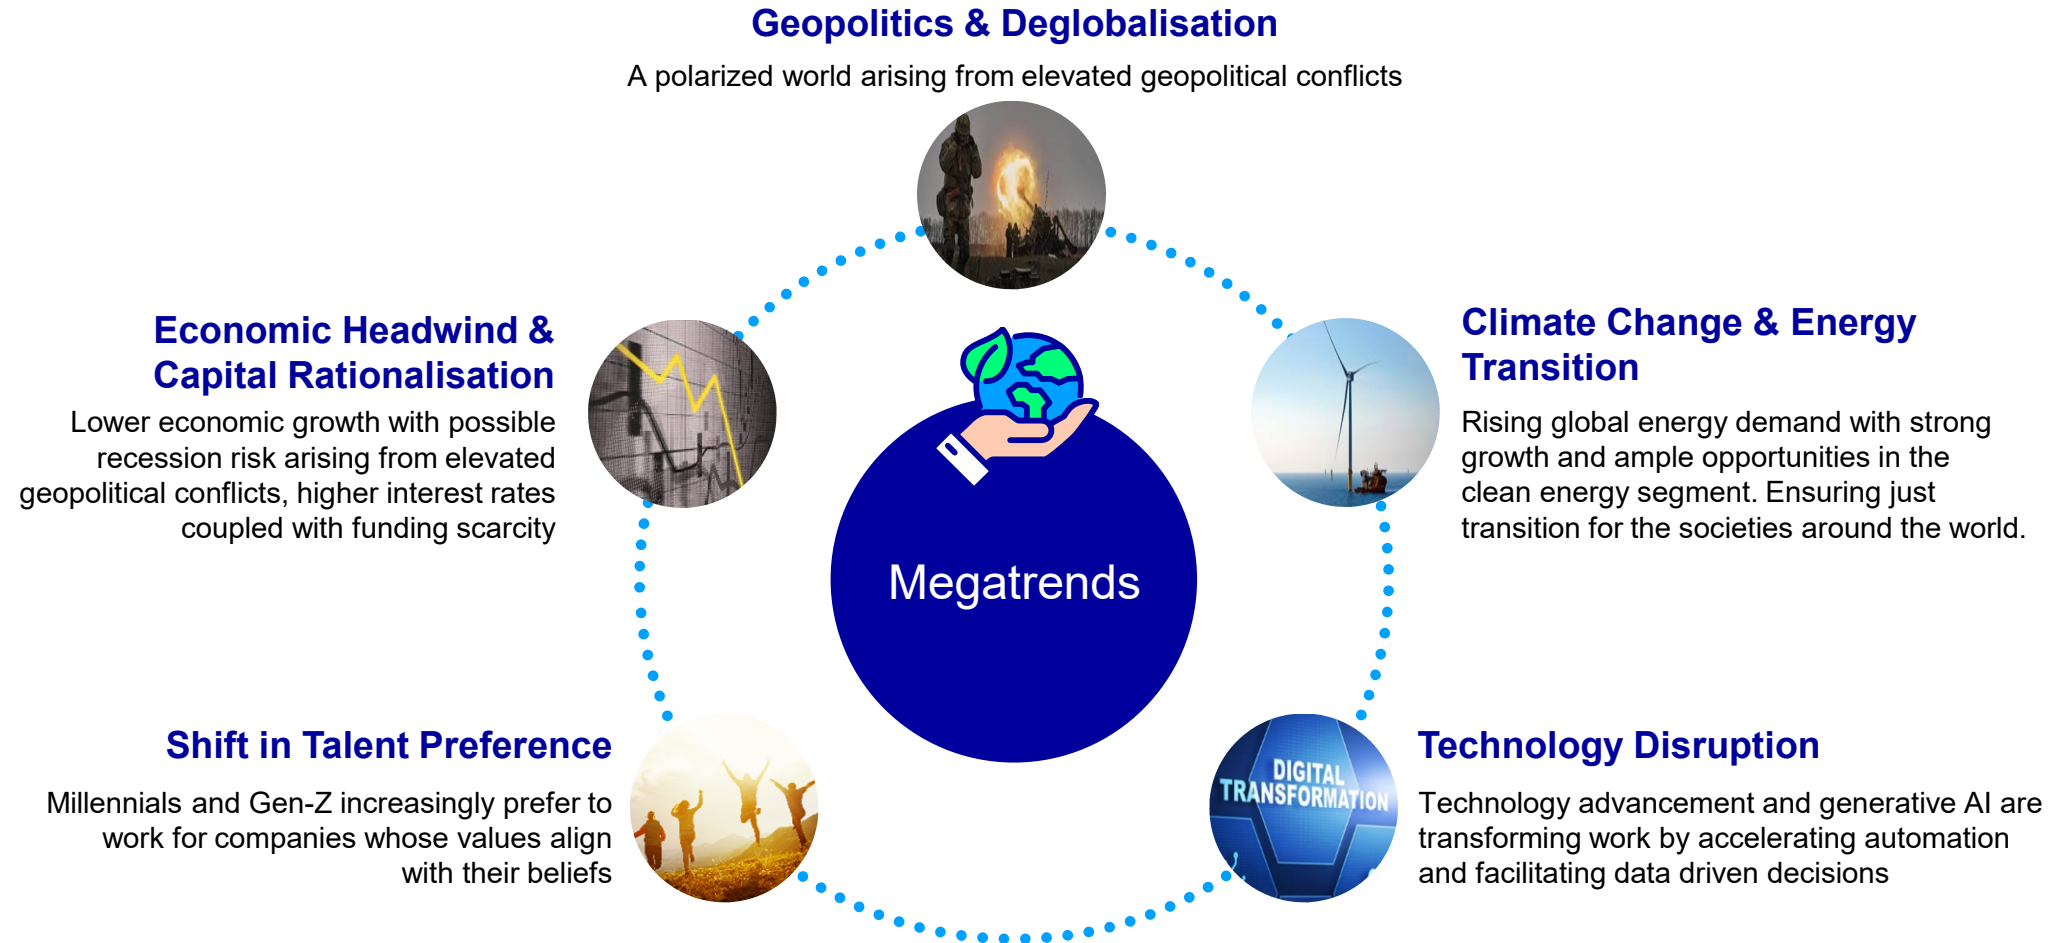 Geopolitics & Deglobalisation
A polarized world arising from elevated geopolitical conflicts
Economic Headwind &
Capital Rationalisation
Lower economic growth with possible
recession risk arising from elevated
geopolitical conflicts, higher interest rates
coupled with funding scarcity
Climate Change & Energy
Transition
Rising global energy demand with strong
growth and ample opportunities in the
clean energy segment. Ensuring just
transition for the societies around the world.
Megatrends
Shift in Talent Preference
Millennials and Gen-Z increasingly prefer to
work for companies whose values align
with their beliefs
DIGITAL
TRANSFORMATION
Technology Disruption
Technology advancement and generative AI are
transforming work by accelerating automation
and facilitating data driven decisions